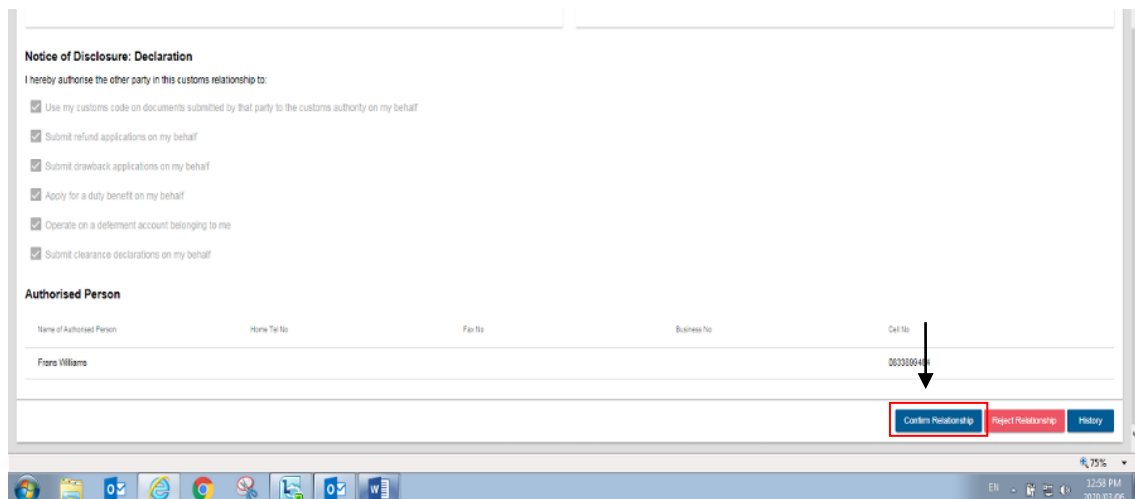 Notice of Disclosure: Declaration
I hereby authorise the other party in this customs relationship to:
Use my customs code on documents submitted by that party to the customs authority on my behalf
Submit refund applications on my behalf
Submit drawback applications on my behalf
Apply for a duty benefit on my behalf
Operate on a deferment account belonging to me
Submit clearance declarations on my behalf
Authorised Person
Name of Authorised Person Home Tel No Fax No Business No Cell No
Frans Williams
Confirm Relationship Reject Relationship History
75%
EN 12:58 PM
2020/03/06